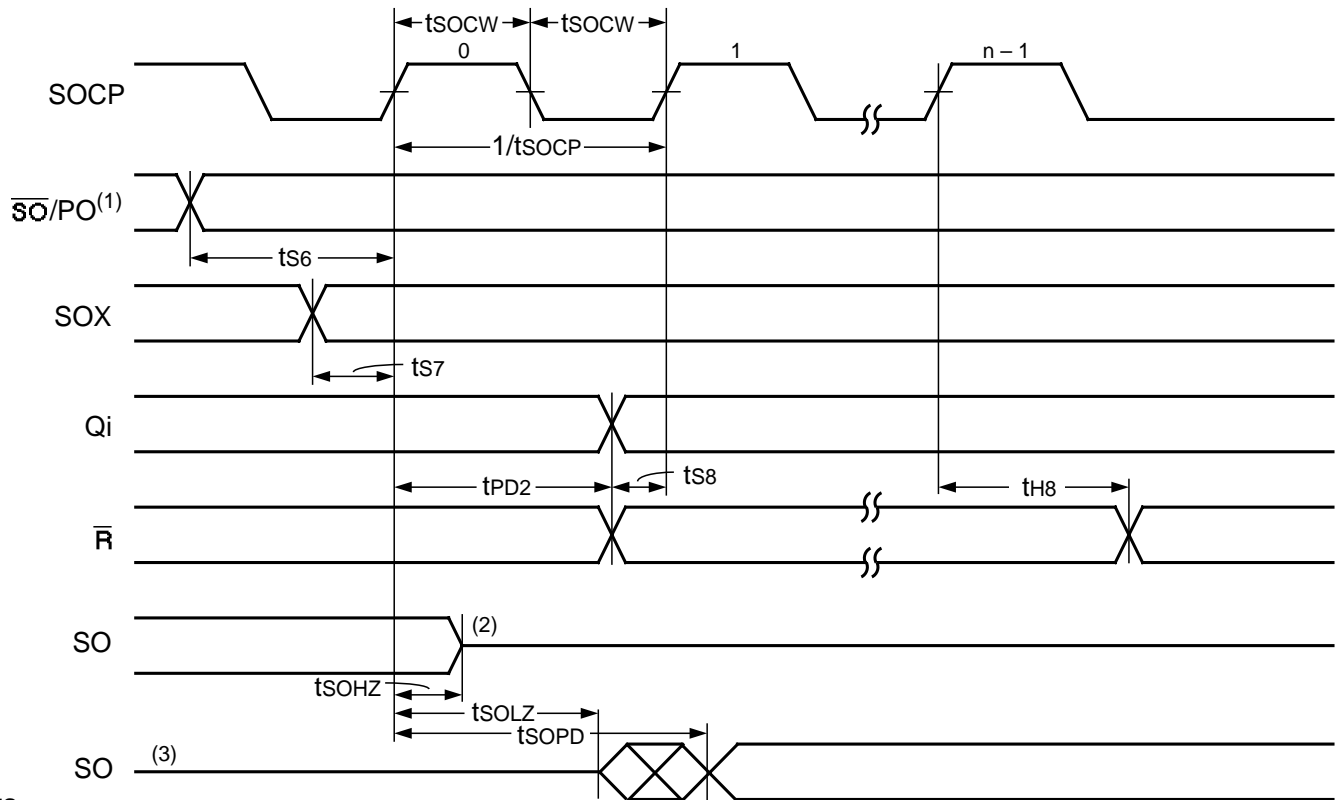 tSOCW tSOCW
0 1 n – 1
SOCP
1/tSOCP
S̅O̅/PO(1)
tS6
SOX
tS7
Qi
tPD2 tS8 tH8
R̅
SO (2)
tSOHZ
tSOLZ
tSOPD
SO (3)